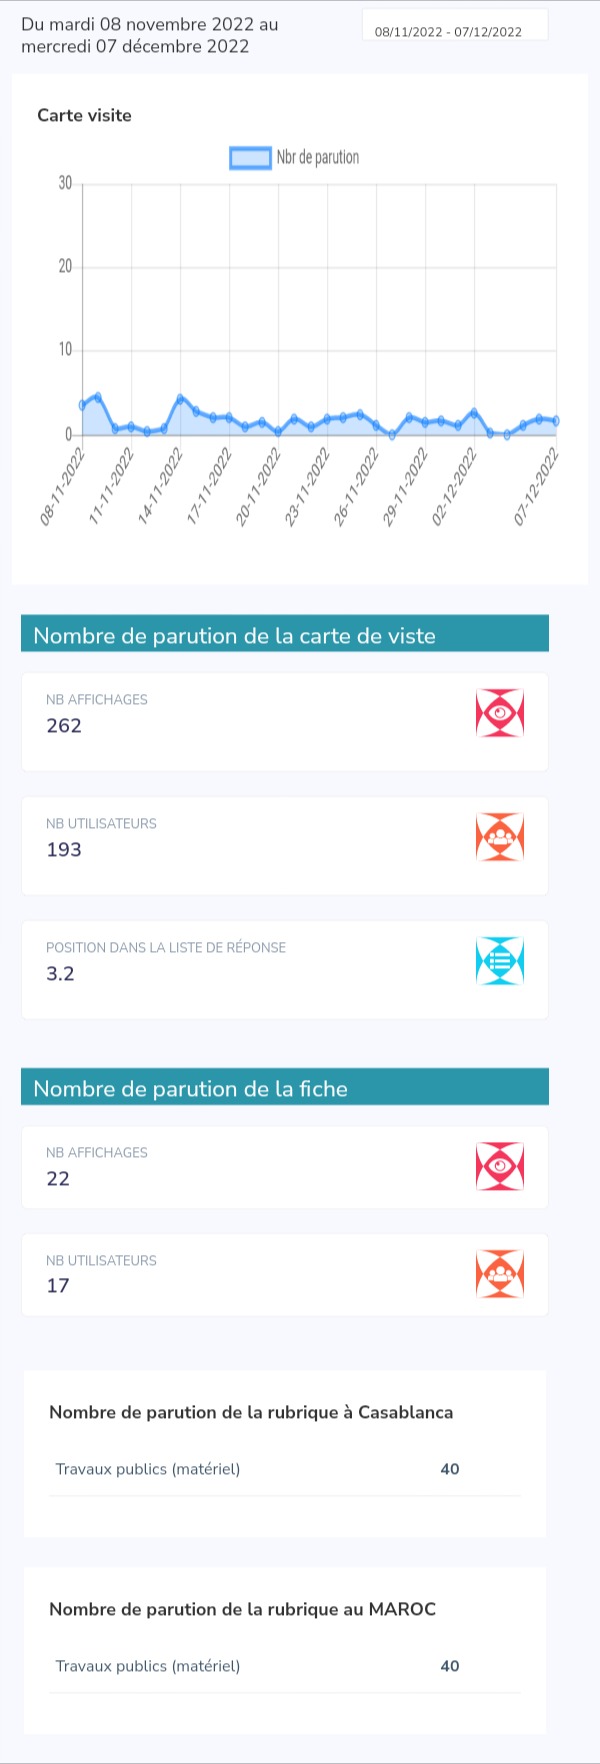 Du mardi 08 novembre 2022 au
mercredi 07 décembre 2022
08/11/2022 - 07/12/2022
Carte visite
Nbr de parution
30
20
10
0
08-11-2022
11-11-2022
14-11-2022
17-11-2022
20-11-2022
23-11-2022
26-11-2022
29-11-2022
02-12-2022
07-12-2022
Nombre de parution de la carte de viste
NB AFFICHAGES
262
NB UTILISATEURS
193
POSITION DANS LA LISTE DE RÉPONSE
3.2
Nombre de parution de la fiche
NB AFFICHAGES
22
NB UTILISATEURS
17
Nombre de parution de la rubrique à Casablanca
Travaux publics (matériel) 40
Nombre de parution de la rubrique au MAROC
Travaux publics (matériel) 40